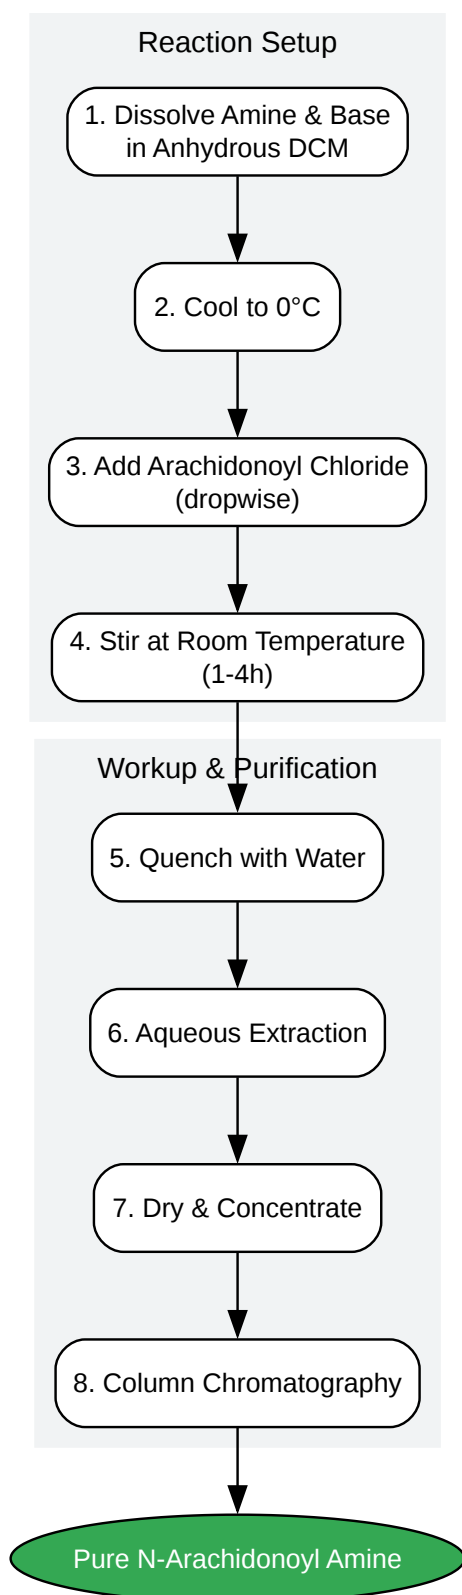 Reaction Setup
1. Dissolve Amine & Base
in Anhydrous DCM
2. Cool to 0°C
3. Add Arachidonoyl Chloride
(dropwise)
4. Stir at Room Temperature
(1-4h)
Workup & Purification
5. Quench with Water
6. Aqueous Extraction
7. Dry & Concentrate
8. Column Chromatography
Pure N-Arachidonoyl Amine